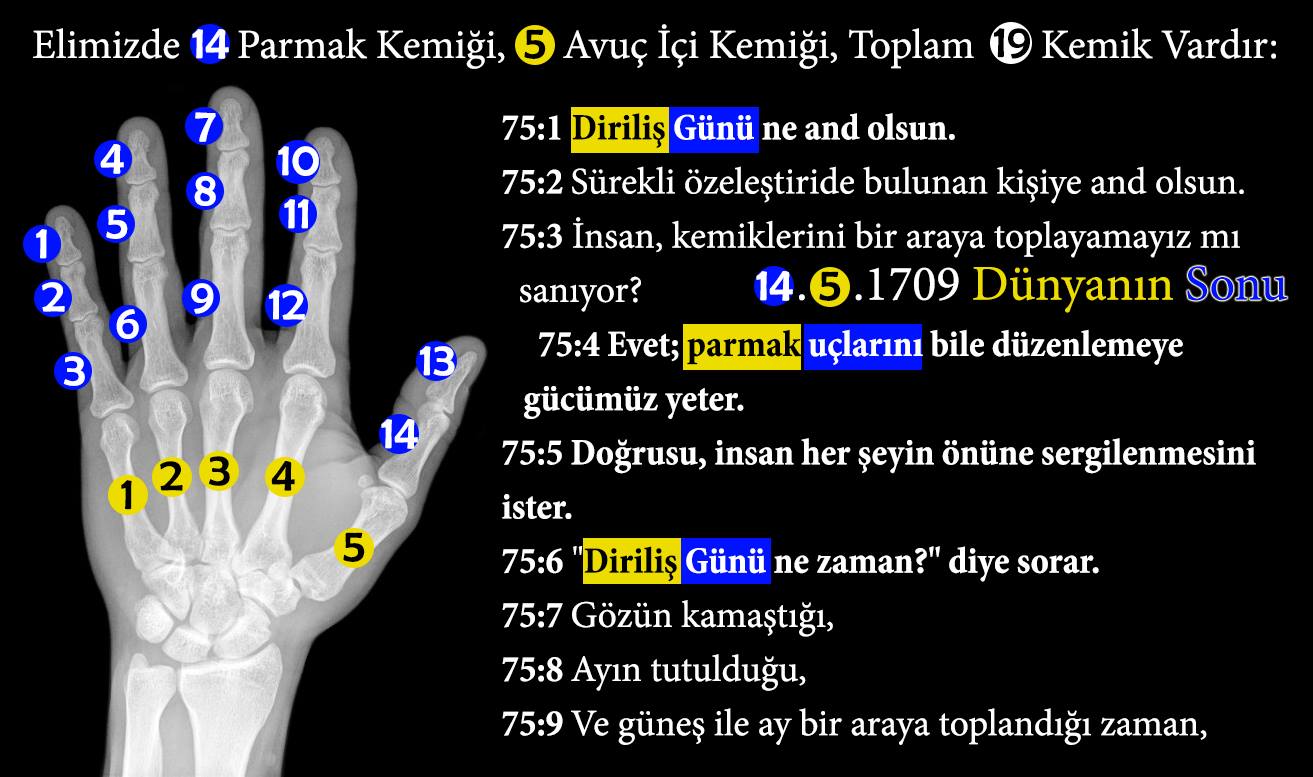 Elimizde 14 Parmak Kemiği, 5 Avuç İçi Kemiği, Toplam 19 Kemik Vardır:
7
4
10
8
11
5
1
2
9
12
6
3
13
14
1
2
3
4
5
75:1 Diriliş Günü ne and olsun.
75:2 Sürekli özeleştiride bulunan kişiye and olsun.
75:3 İnsan, kemiklerini bir araya toplayamayız mı
sanıyor?
14.5.1709 Dünyanın Sonu
75:4 Evet; parmak uçlarını bile düzenlemeye
gücümüz yeter.
75:5 Doğrusu, insan her şeyin önüne sergilenmesini
ister.
75:6 "Diriliş Günü ne zaman?" diye sorar.
75:7 Gözün kamaştığı,
75:8 Ayın tutulduğu,
75:9 Ve güneş ile ay bir araya toplandığı zaman,